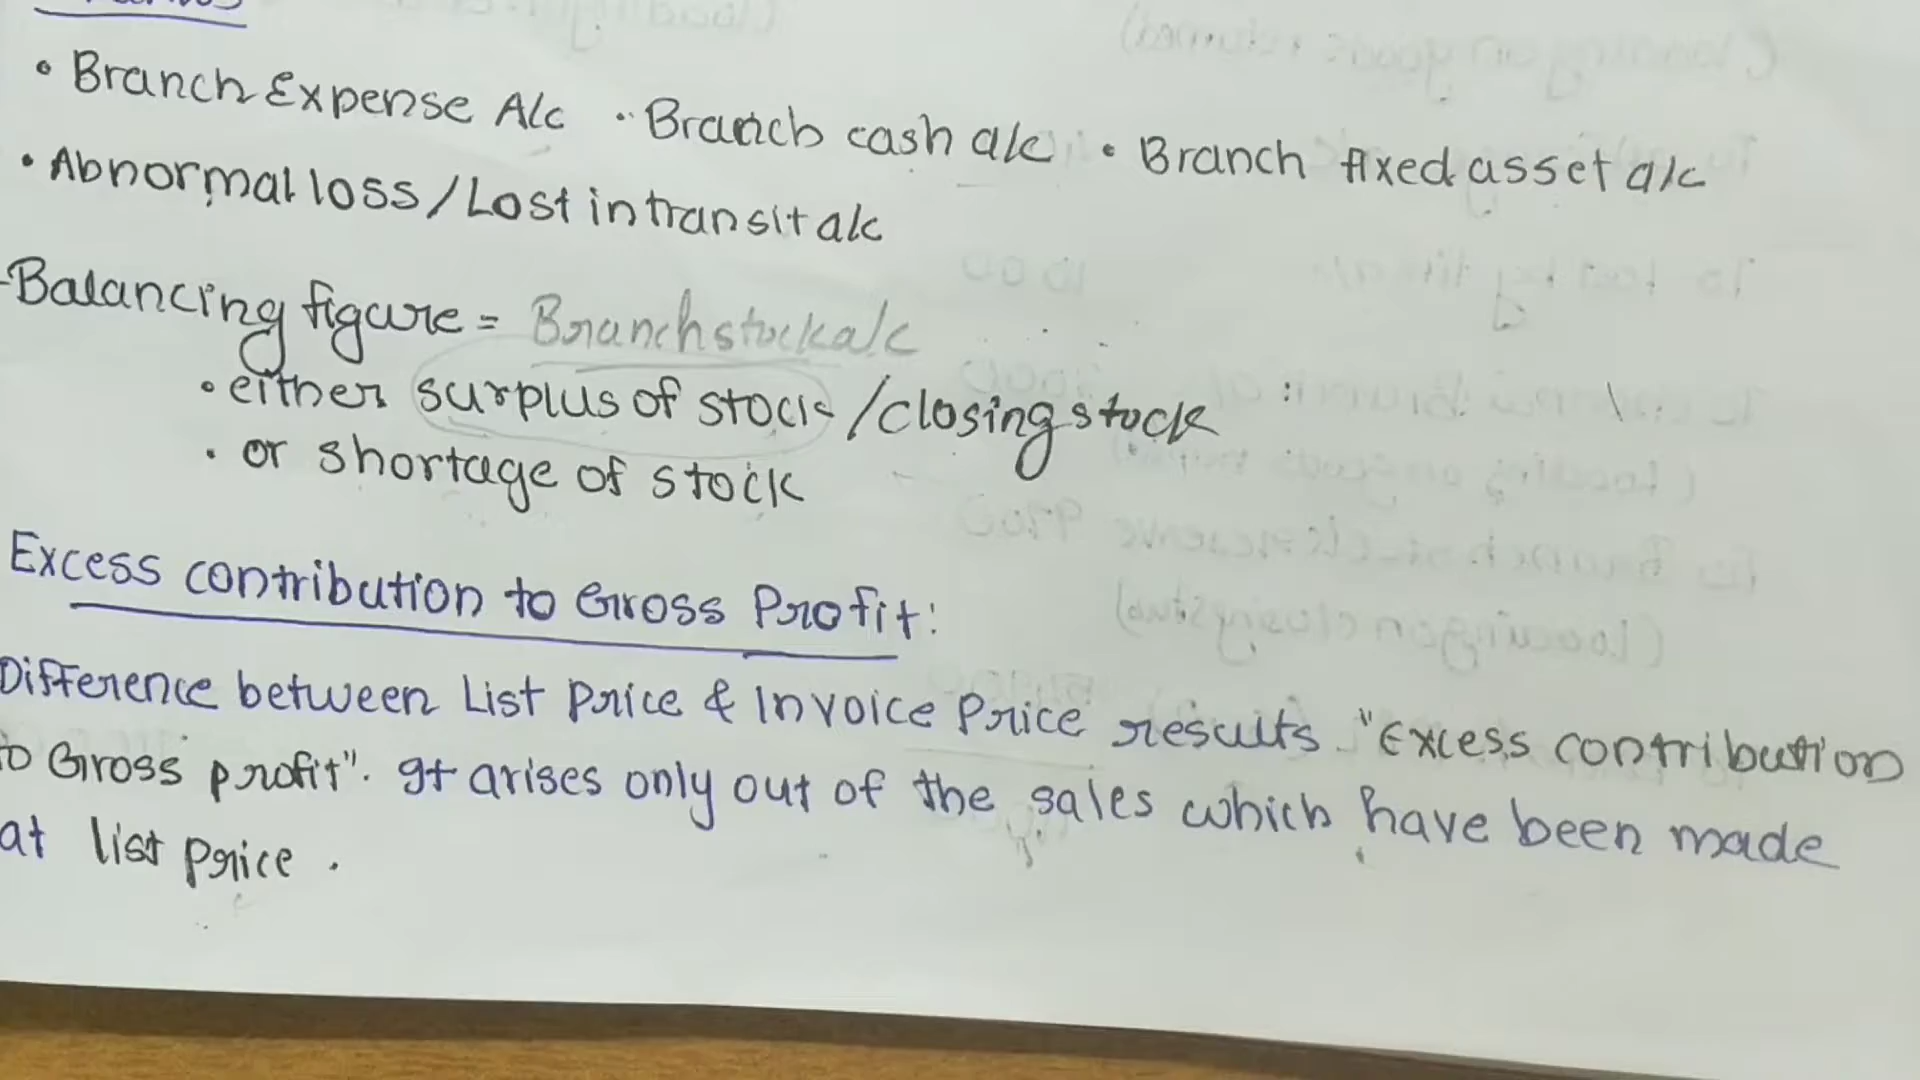 • Branch Expense A/c • Branch cash a/c • Branch fixed asset a/c
• Abnormal loss/Lost in transit a/c
-Balancing figure = Branch stock a/c
• either surplus of stock /closing stock
• or shortage of stock
Excess contribution to Gross Profit:
Difference between List Price & Invoice Price results "Excess contribution
to Gross profit". It arises only out of the sales which have been made
at list price.